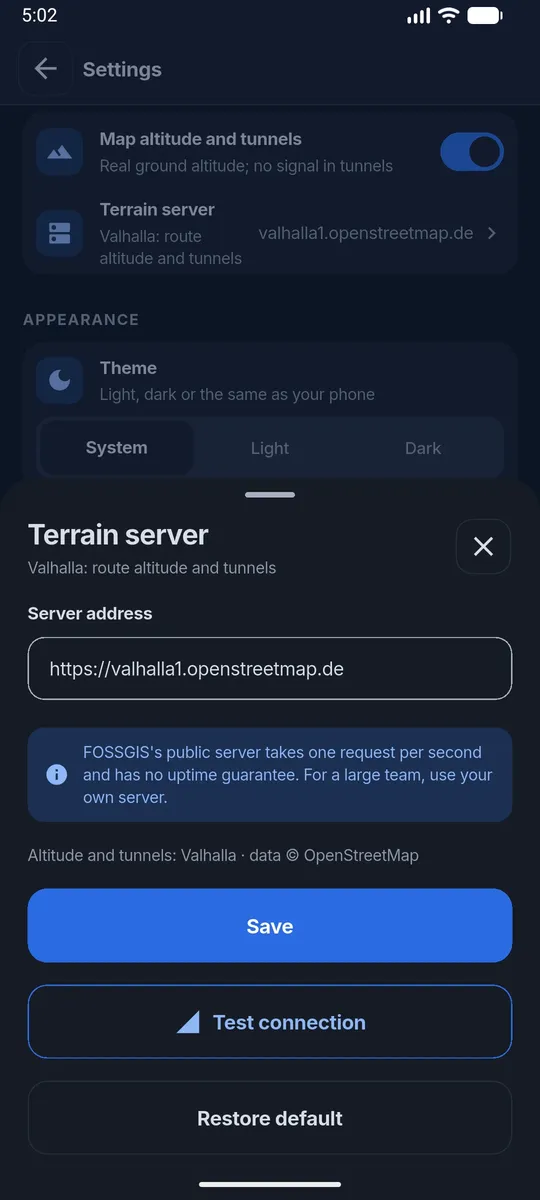 5:02
Settings
Map altitude and tunnels
Real ground altitude; no signal in tunnels
Terrain server
Valhalla: route
altitude and tunnels
valhalla1.openstreetmap.de
APPEARANCE
Theme
Light, dark or the same as your phone
System
Light
Dark
Terrain server
Valhalla: route altitude and tunnels
Server address
https://valhalla1.openstreetmap.de
FOSSGIS's public server takes one request per second
and has no uptime guarantee. For a large team, use your
own server.
Altitude and tunnels: Valhalla · data © OpenStreetMap
Save
Test connection
Restore default